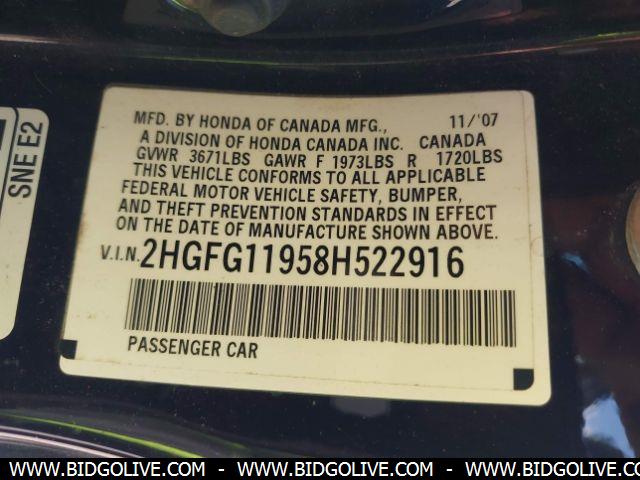 SNE E2
MFD. BY HONDA OF CANADA MFG., 11/'07
A DIVISION OF HONDA CANADA INC. CANADA
GVWR 3671LBS GAWR F 1973LBS R 1720LBS
THIS VEHICLE CONFORMS TO ALL APPLICABLE
FEDERAL MOTOR VEHICLE SAFETY, BUMPER,
AND THEFT PREVENTION STANDARDS IN EFFECT
ON THE DATE OF MANUFACTURE SHOWN ABOVE.
V.I.N. 2HGFG11958H522916
PASSENGER CAR
WWW.BIDGOLIVE.COM - WWW.BIDGOLIVE.COM - WWW.BIDGOLIVE.COM